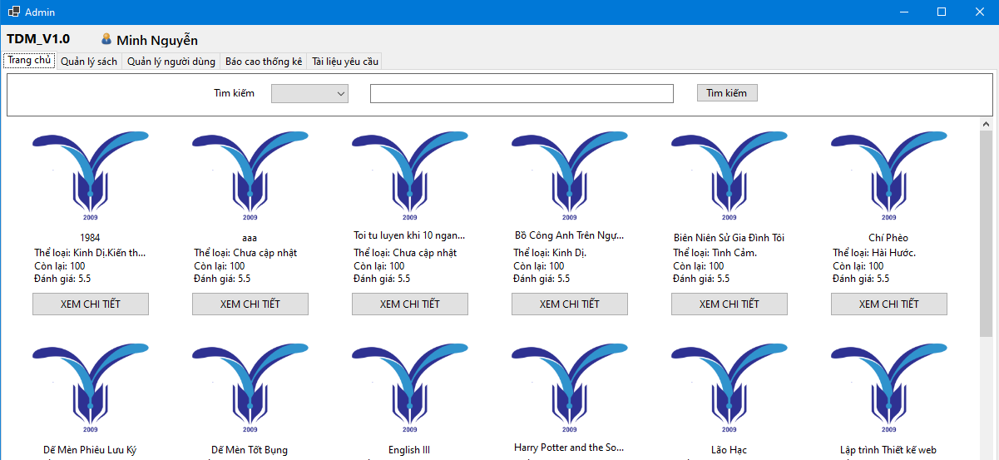 Admin
TDM_V1.0 Minh Nguyễn
Trang chủ Quản lý sách Quản lý người dùng Báo cao thống kê Tài liệu yêu cầu
Tìm kiếm Tìm kiếm
2009 2009 2009 2009 2009 2009
1984 aaa Toi tu luyen khi 10 ngan... Bồ Công Anh Trên Ngự... Biên Niên Sử Gia Đình Tôi Chí Phèo
Thể loại: Kinh Dị.Kiến th... Thể loại: Chưa cập nhật Thể loại: Chưa cập nhật Thể loại: Kinh Dị. Thể loại: Tình Cảm. Thể loại: Hài Hước.
Còn lại: 100 Còn lại: 100 Còn lại: 100 Còn lại: 100 Còn lại: 100 Còn lại: 100
Đánh giá: 5.5 Đánh giá: 5.5 Đánh giá: 5.5 Đánh giá: 5.5 Đánh giá: 5.5 Đánh giá: 5.5
XEM CHI TIẾT XEM CHI TIẾT XEM CHI TIẾT XEM CHI TIẾT XEM CHI TIẾT XEM CHI TIẾT
2009 2009 2009 2009 2009 2009
Dế Mèn Phiêu Lưu Ký Dế Mèn Tốt Bụng English III Harry Potter and the So... Lão Hạc Lập trình Thiết kế web